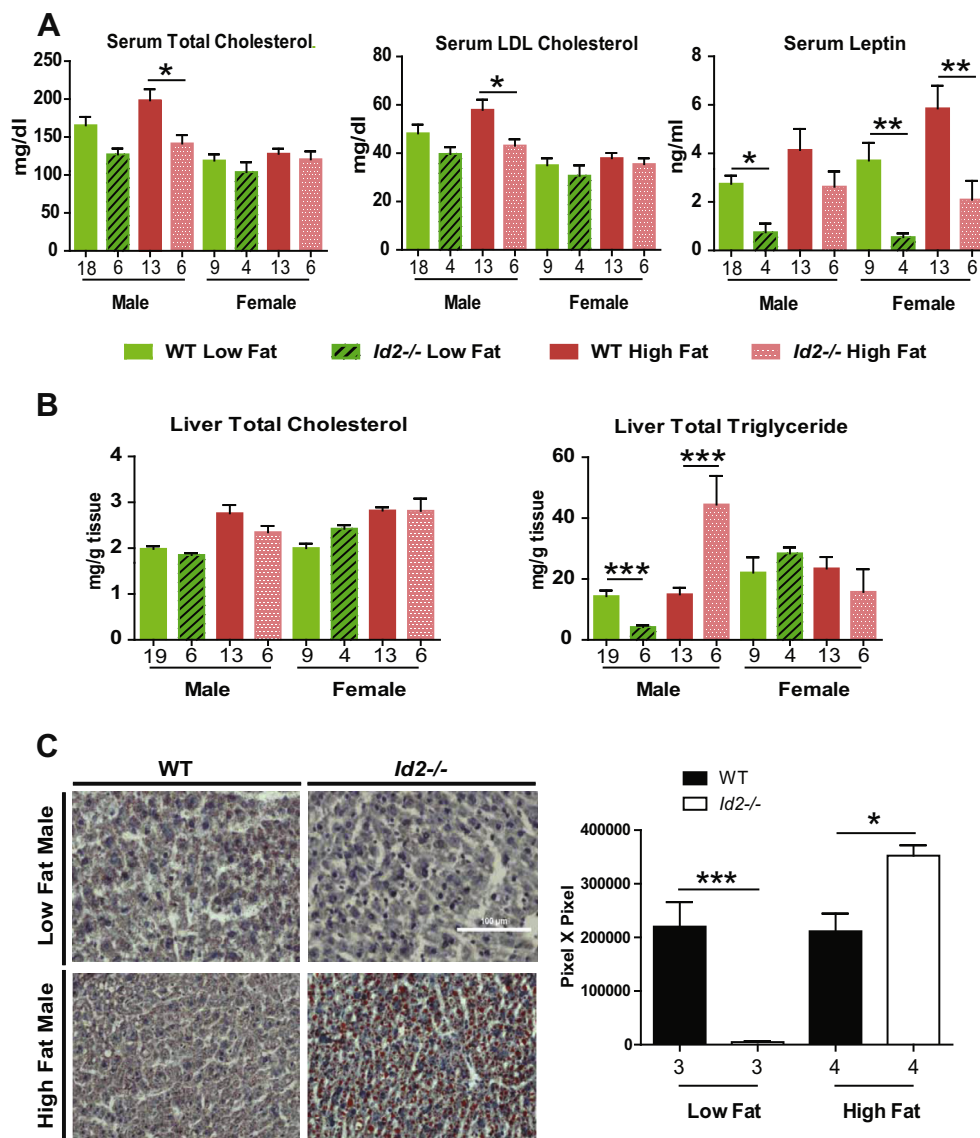 A
Serum Total Cholesterol
mg/dl
250
200
150
100
50
0
*
18 6 13 6 9 4 13 6
Male Female
Serum LDL Cholesterol
mg/dl
80
60
40
20
0
*
18 4 13 6 9 4 13 6
Male Female
Serum Leptin
ng/ml
8
6
4
2
0
* ** **
18 4 13 6 9 4 13 6
Male Female
WT Low Fat Id2-/- Low Fat WT High Fat Id2-/- High Fat
B
Liver Total Cholesterol
mg/g tissue
4
3
2
1
0
19 6 13 6 9 4 13 6
Male Female
Liver Total Triglyceride
mg/g tissue
60
40
20
0
*** ***
19 6 13 6 9 4 13 6
Male Female
C
WT Id2-/-
Low Fat Male
100 µm
High Fat Male
WT
Id2-/-
Pixel X Pixel
400000
300000
200000
100000
0
*** *
3 3 4 4
Low Fat High Fat